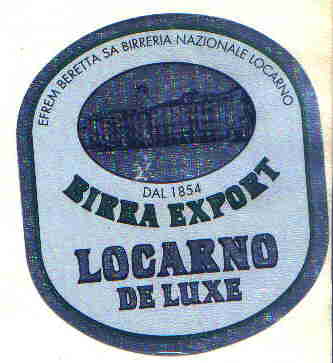 EFREM BERETTA SA BIRRERIA NAZIONALE LOCARNO
DAL 1854
BIRRA EXPORT
LOCARNO
DE LUXE